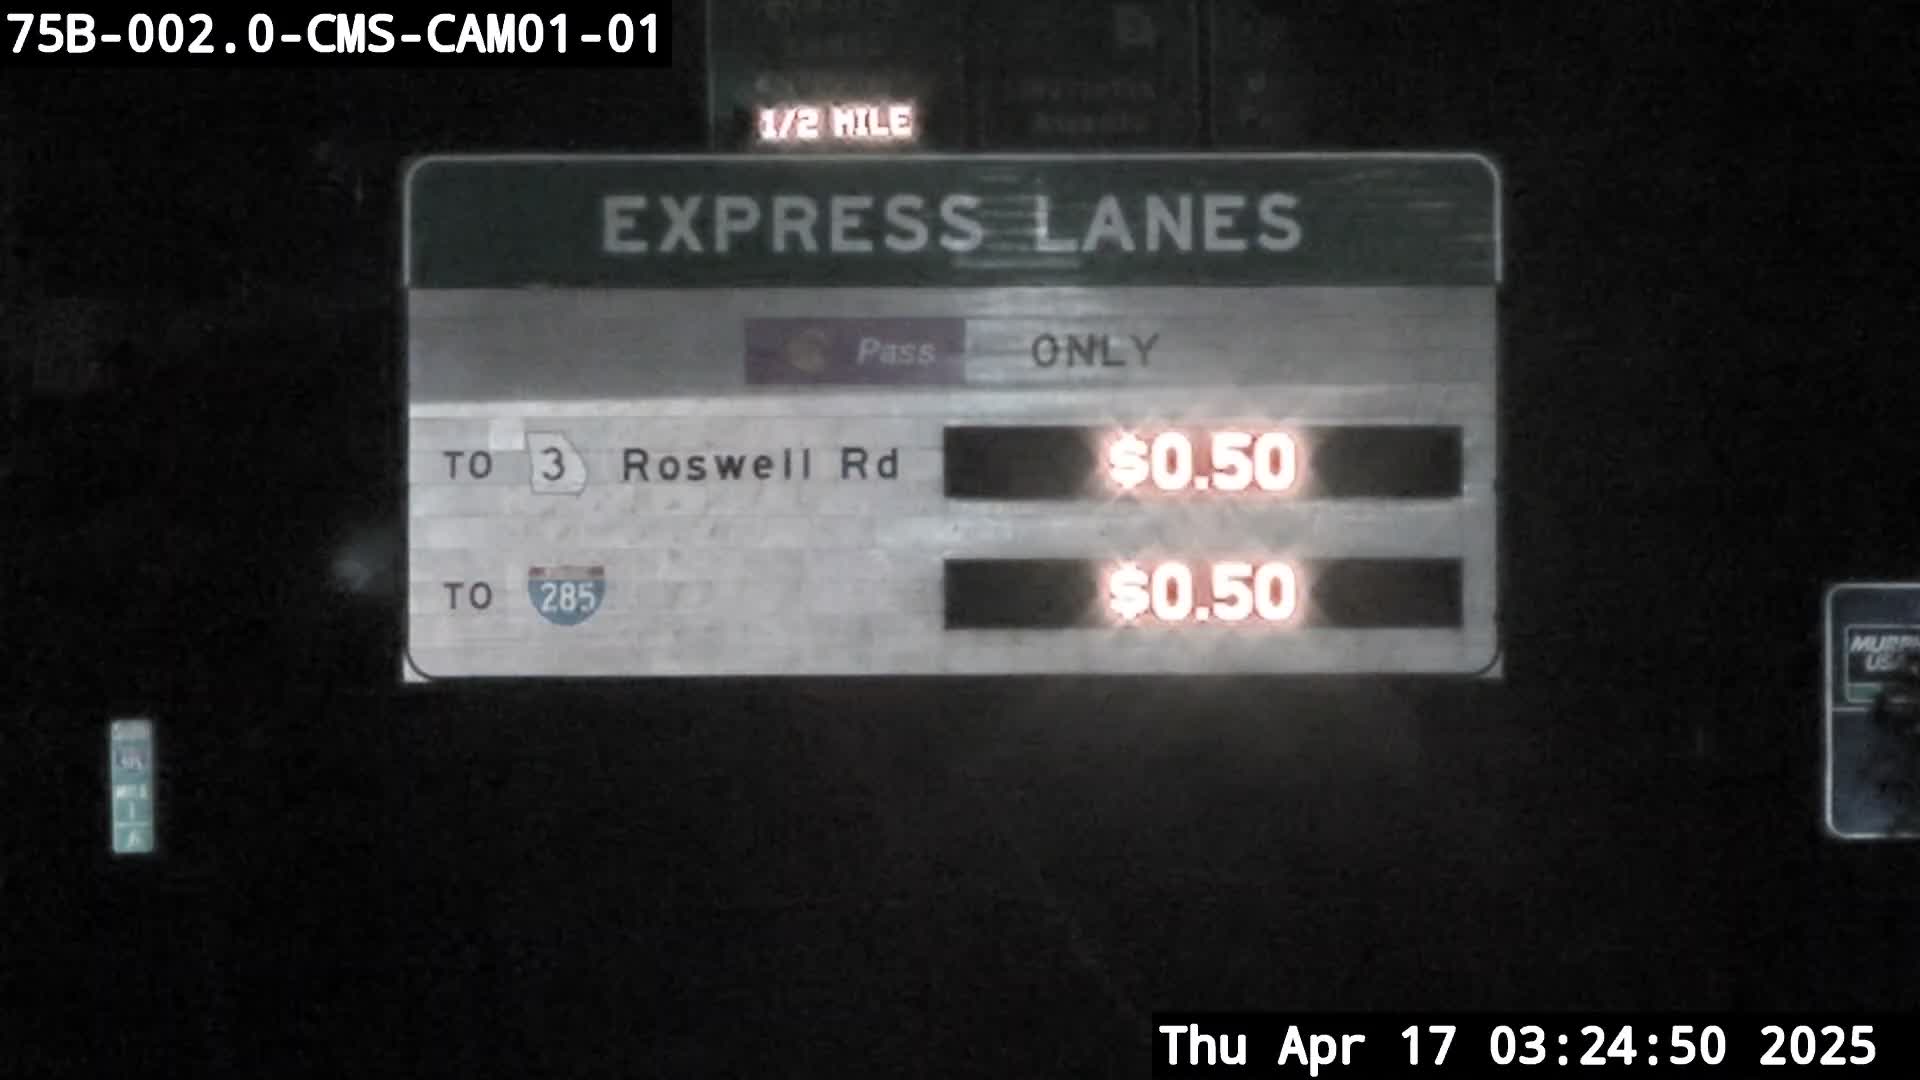 75B-002.0-CMS-CAM01-01
1/2 MILE
EXPRESS LANES
Pass ONLY
TO 3 Roswell Rd $0.50
TO 285 $0.50
Thu Apr 17 03:24:50 2025